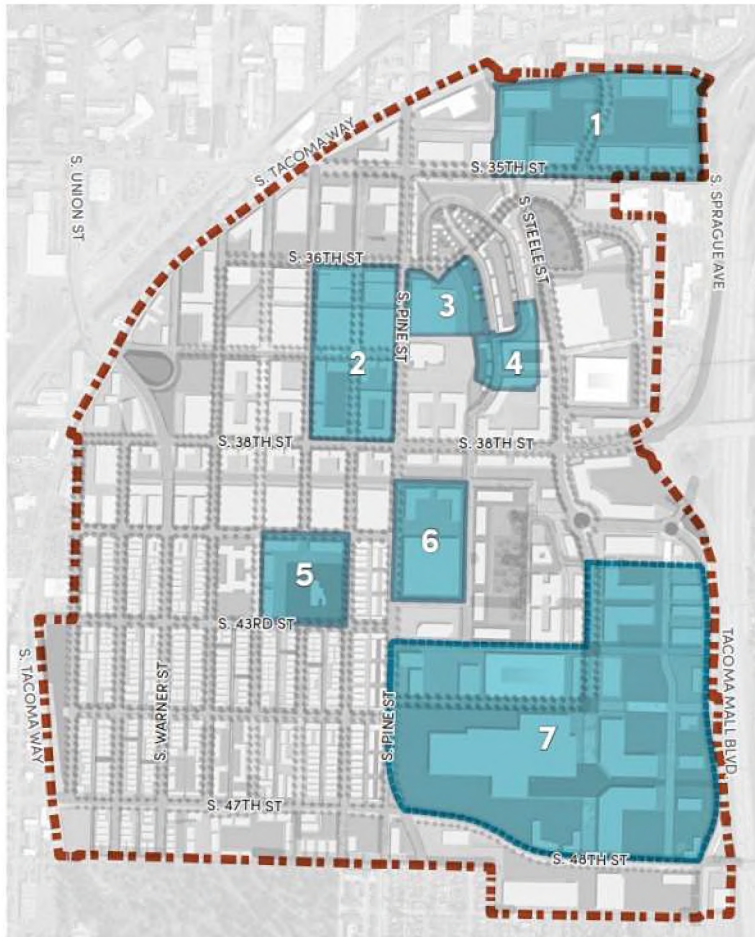 1
S. TACOMA WAY
S. 35TH ST
S. UNION ST
S. STEELE ST
S. SPRAGUE AVE
S. 36TH ST
S. PINE ST
3
2
4
S. 38TH ST
S. 38TH ST
6
5
S. 43RD ST
S. TACOMA WAY
S. WARNER ST
S. PINE ST
TACOMA MALL BLVD.
7
S. 47TH ST
S. 48TH ST